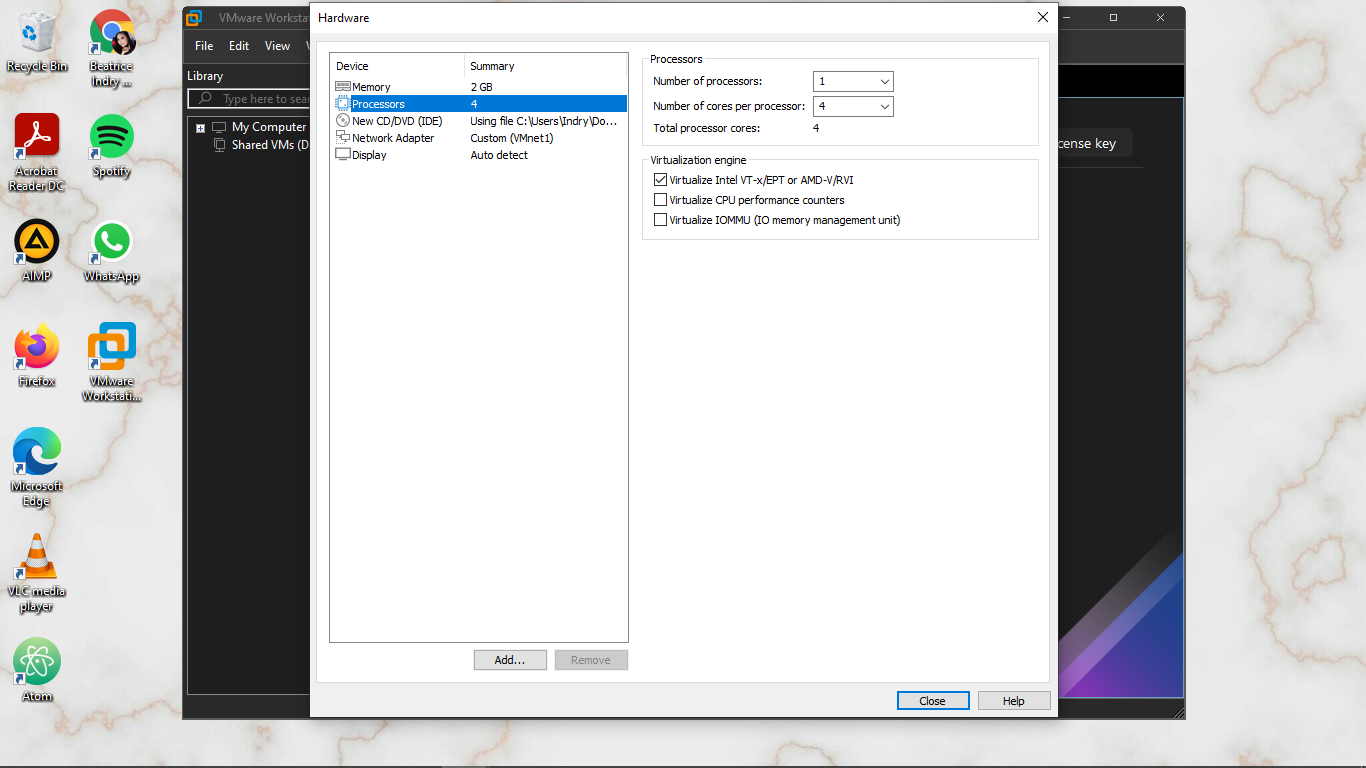 Recycle Bin
Beatrice
Indry ...
Acrobat
Reader DC
Spotify
AIMP
WhatsApp
Firefox
VMware
Workstati...
Microsoft
Edge
VLC media
player
Atom
VMware Worksta
File Edit View
Library
Type here to sea
My Computer
Shared VMs (D
cense key
Hardware
Device Summary
Memory 2 GB
Processors 4
New CD/DVD (IDE) Using file C:\Users\Indry\Do...
Network Adapter Custom (VMnet1)
Display Auto detect
Add... Remove
Processors
Number of processors: 1
Number of cores per processor: 4
Total processor cores: 4
Virtualization engine
Virtualize Intel VT-x/EPT or AMD-V/RVI
Virtualize CPU performance counters
Virtualize IOMMU (IO memory management unit)
Close Help